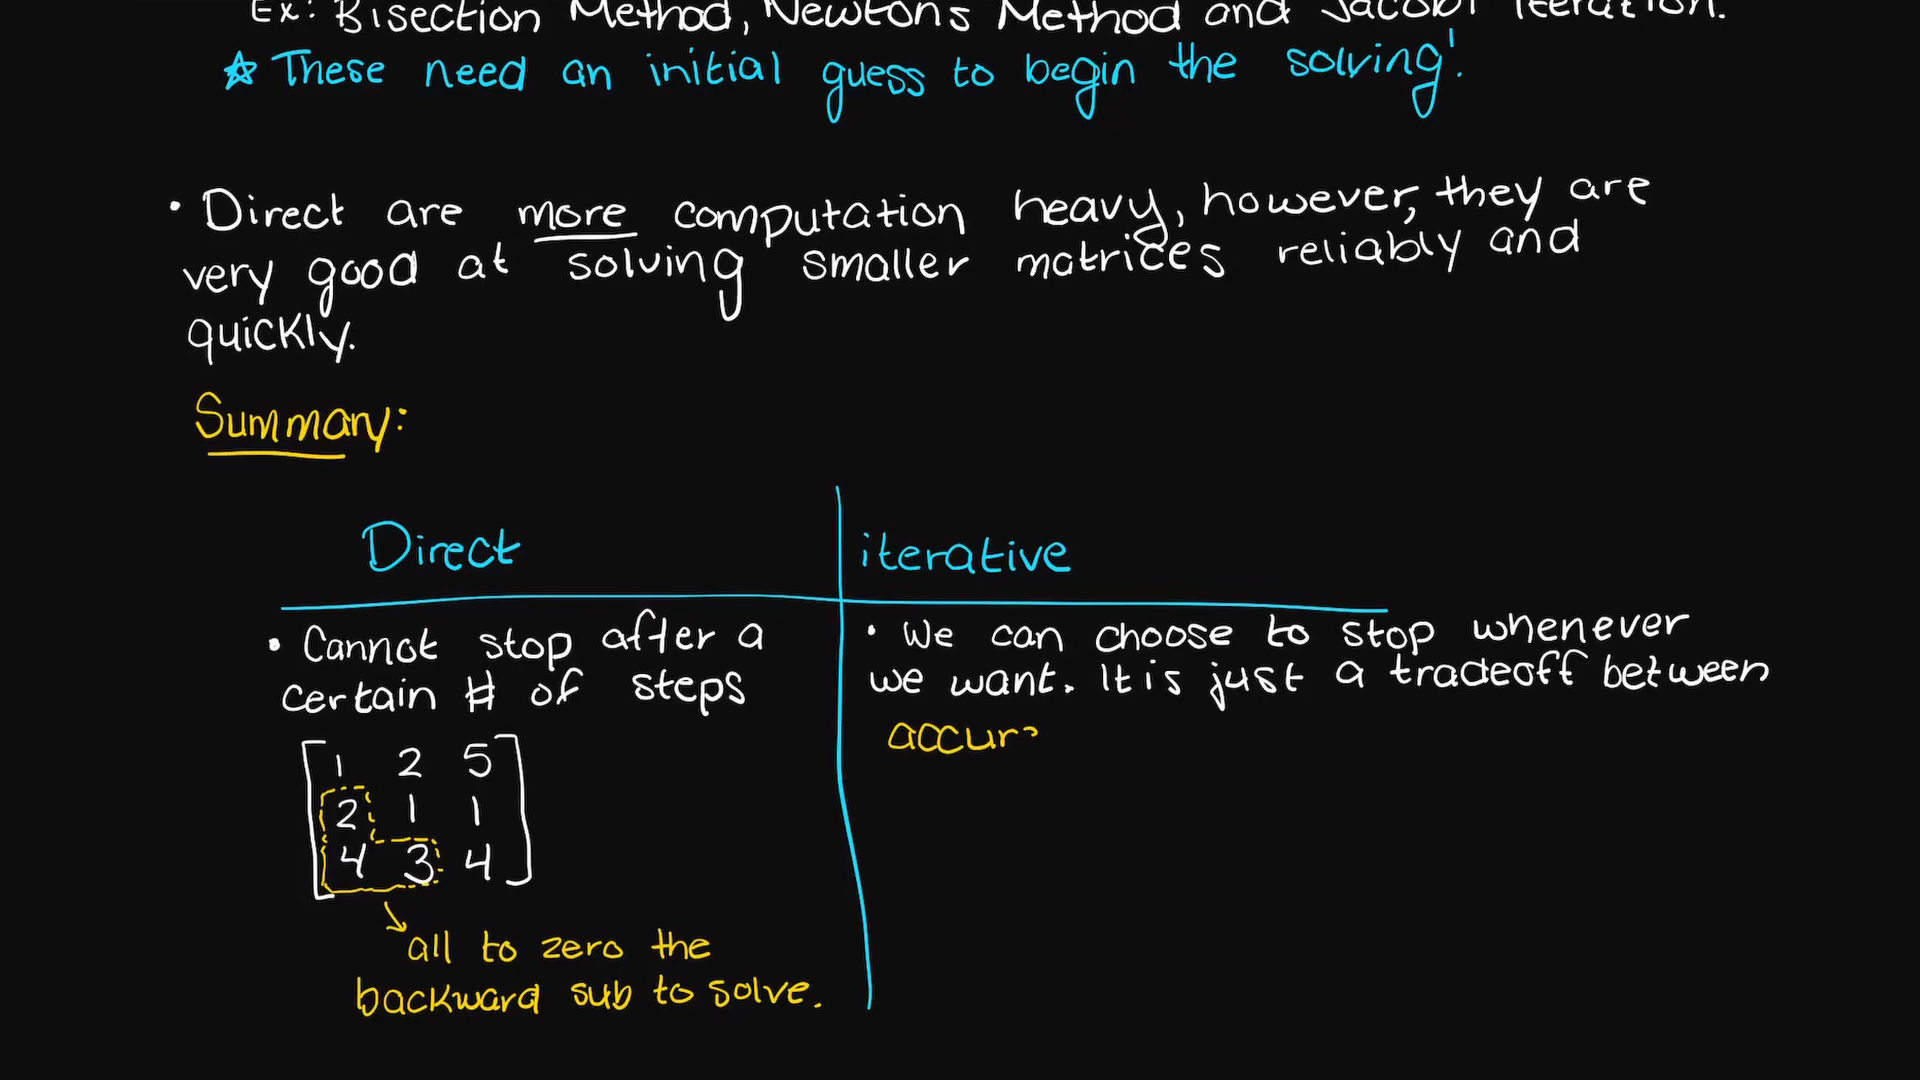 Ex: Bisection Method, Newtons Method and Jacobi iteration.
☆ These need an initial guess to begin the solving!
• Direct are more computation heavy, however, they are
very good at solving smaller matrices reliably and
quickly.
Summary:
Direct
iterative
• Cannot stop after a
certain # of steps
1 2 5
2 1 1
4 3 4
all to zero the
backward sub to solve.
• We can choose to stop whenever
we want. It is just a tradeoff between
accur